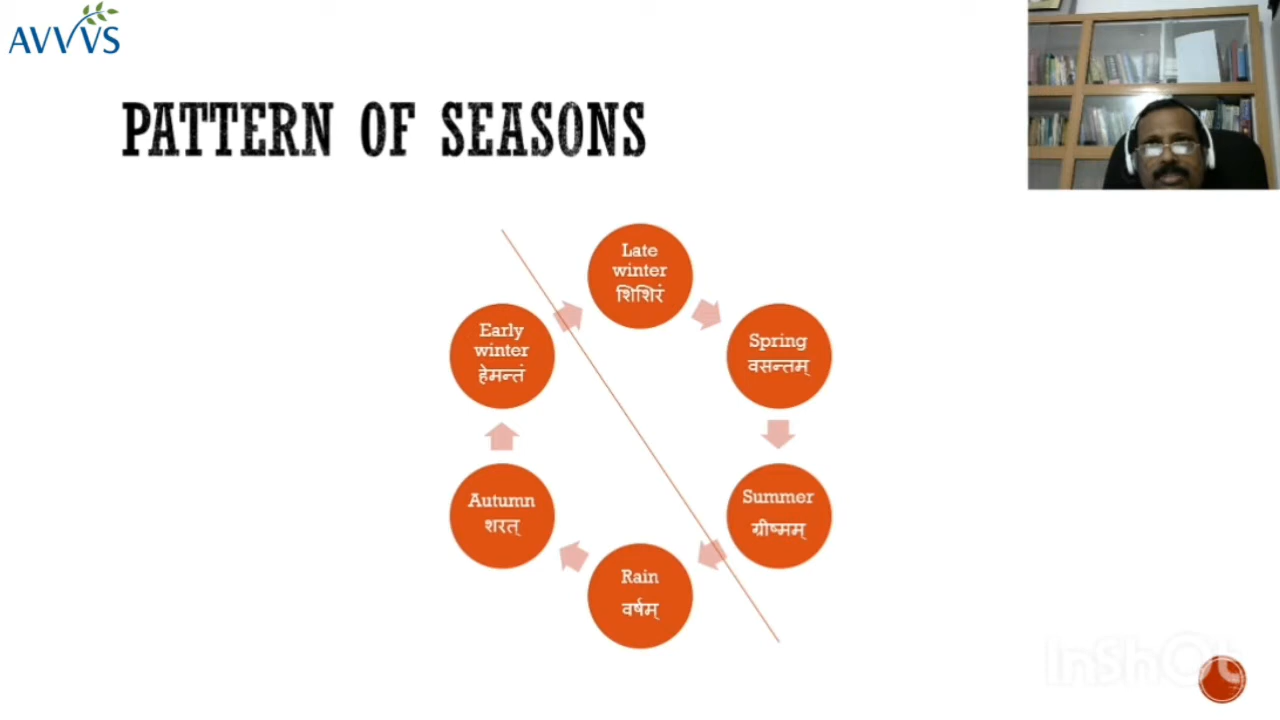 AVVVS
PATTERN OF SEASONS
Late
winter
शिशिरं
Spring
वसन्तम्
Summer
ग्रीष्मम्
Rain
वर्षम्
Autumn
शरत्
Early
winter
हेमन्तं
InShOt